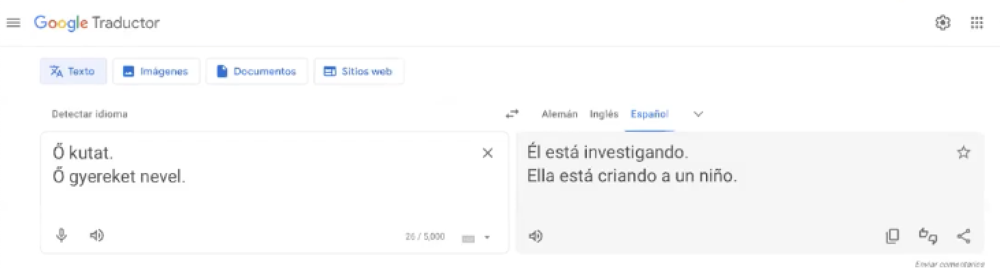 Google Traductor
Texto
Imágenes
Documentos
Sitios web
Detectar idioma
Alemán
Inglés
Español
Ő kutat.
Ő gyereket nevel.
26 / 5,000
Él está investigando.
Ella está criando a un niño.
Enviar comentarios